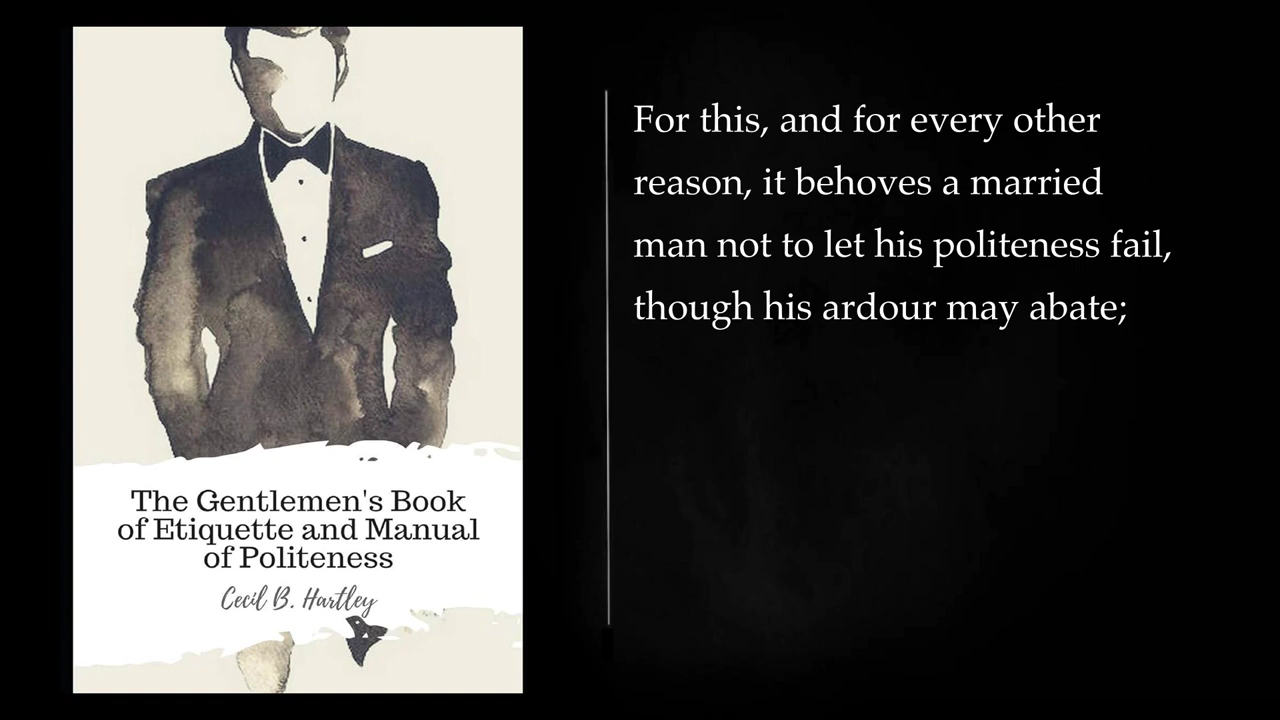 The Gentlemen's Book
of Etiquette and Manual
of Politeness
Cecil B. Hartley
For this, and for every other
reason, it behoves a married
man not to let his politeness fail,
though his ardour may abate;